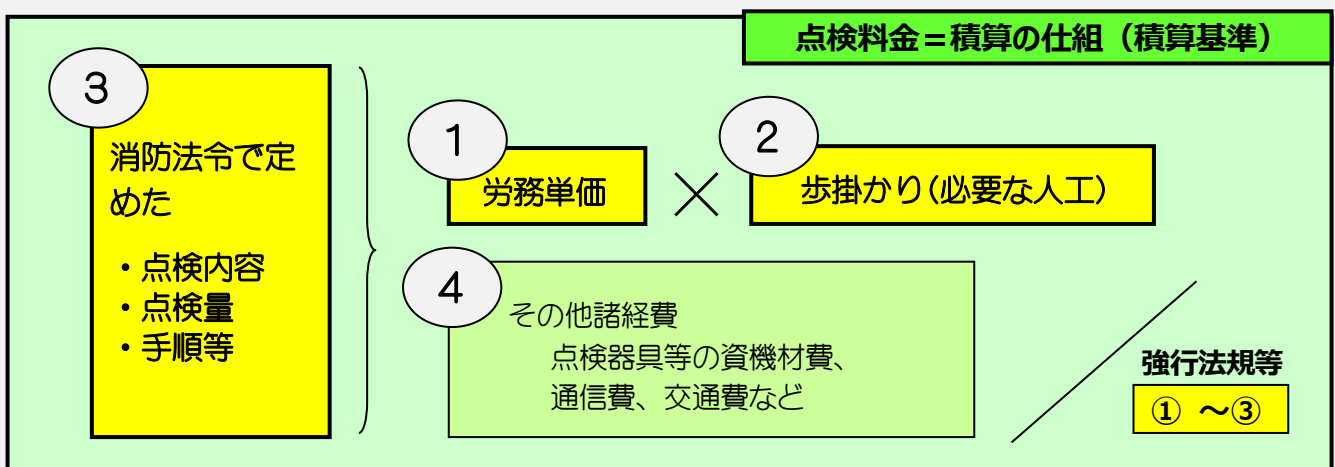 点検料金＝積算の仕組（積算基準）
３
消防法令で定
めた
・点検内容
・点検量
・手順等
１
労務単価
×
２
歩掛かり（必要な人工）
４
その他諸経費
点検器具等の資機材費、
通信費、交通費など
強行法規等
① ～③